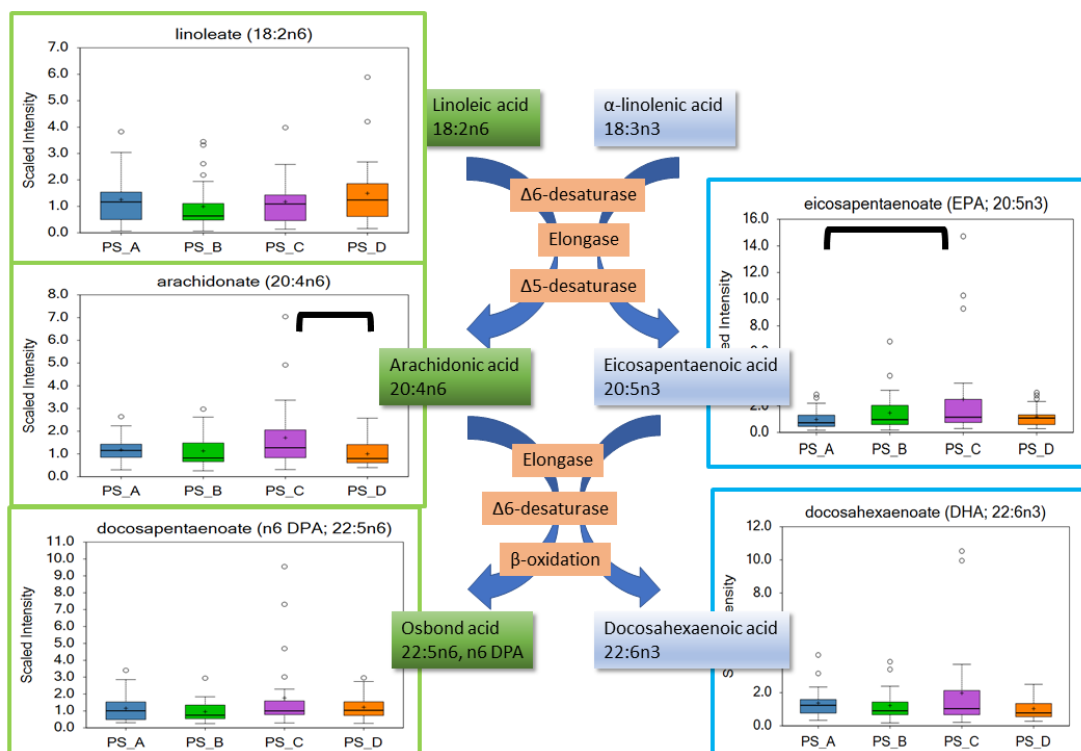 linoleate (18:2n6)
Scaled Intensity
7.0
6.0
5.0
4.0
3.0
2.0
1.0
0.0
PS_A PS_B PS_C PS_D
arachidonate (20:4n6)
Scaled Intensity
8.0
7.0
6.0
5.0
4.0
3.0
2.0
1.0
0.0
PS_A PS_B PS_C PS_D
docosapentaenoate (n6 DPA; 22:5n6)
Scaled Intensity
11.0
10.0
9.0
8.0
7.0
6.0
5.0
4.0
3.0
2.0
1.0
0.0
PS_A PS_B PS_C PS_D
Linoleic acid
18:2n6
α-linolenic acid
18:3n3
Δ6-desaturase
Elongase
Δ5-desaturase
Arachidonic acid
20:4n6
Eicosapentaenoic acid
20:5n3
Elongase
Δ6-desaturase
β-oxidation
Osbond acid
22:5n6, n6 DPA
Docosahexaenoic acid
22:6n3
eicosapentaenoate (EPA; 20:5n3)
Intensity
16.0
14.0
12.0
10.0
8.0
2.0
0.0
PS_A PS_B PS_C PS_D
docosahexaenoate (DHA; 22:6n3)
12.0
10.0
2.0
0.0
PS_A PS_B PS_C PS_D